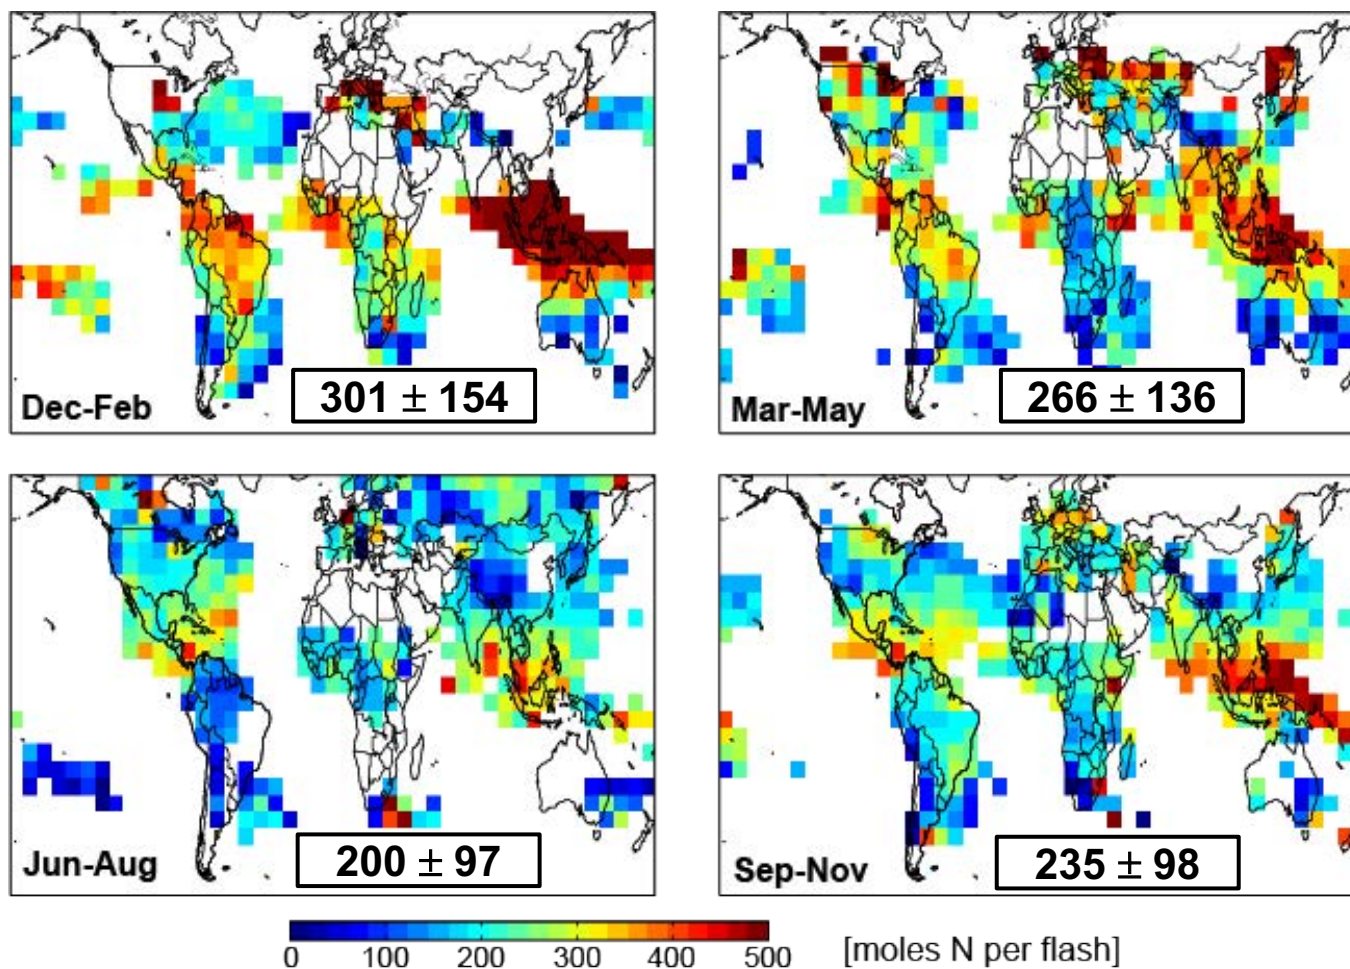 Dec-Feb
301 ± 154
Mar-May
266 ± 136
Jun-Aug
200 ± 97
Sep-Nov
235 ± 98
0 100 200 300 400 500
[moles N per flash]